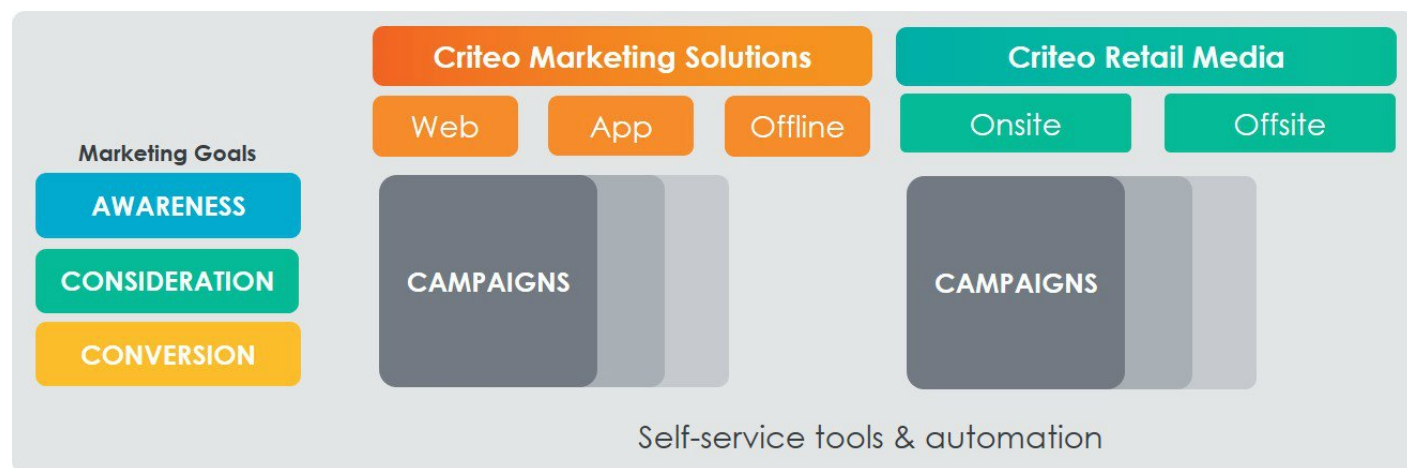 Criteo Marketing Solutions
Criteo Retail Media
Web
App
Offline
Onsite
Offsite
Marketing Goals
AWARENESS
CONSIDERATION
CONVERSION
CAMPAIGNS
CAMPAIGNS
Self-service tools & automation